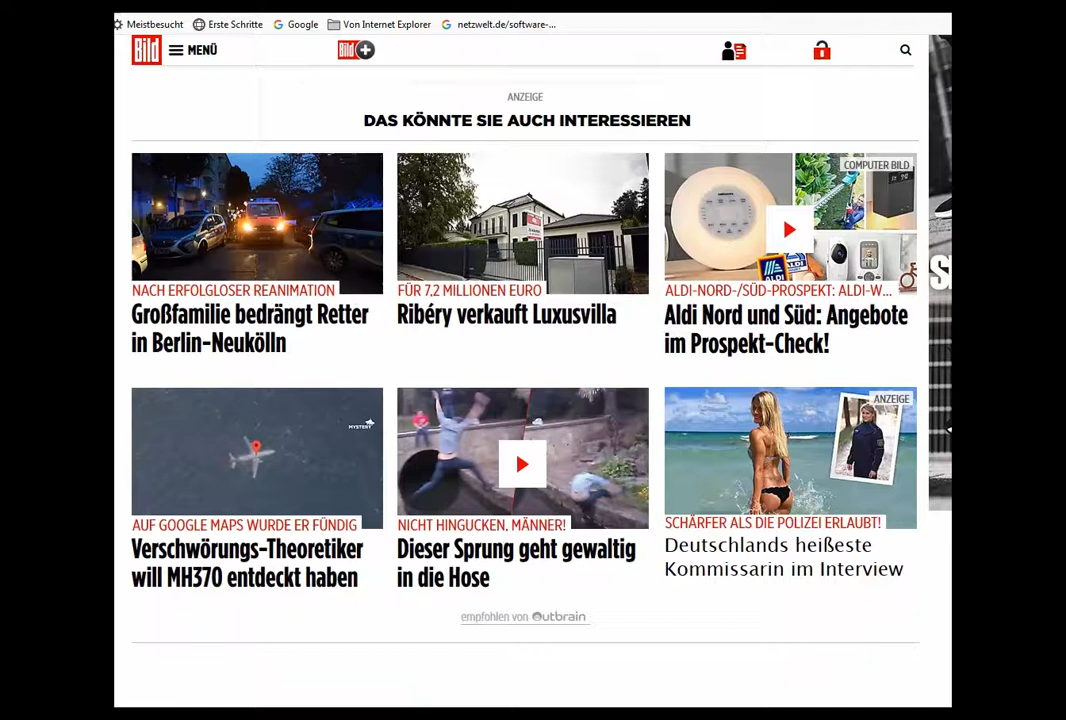 Meistbesucht Erste Schritte Google Von Internet Explorer netzwelt.de/software-...
Bild MENÜ Bild
ANZEIGE
DAS KÖNNTE SIE AUCH INTERESSIEREN
COMPUTER BILD
ALDI
NACH ERFOLGLOSER REANIMATION
Großfamilie bedrängt Retter
in Berlin-Neukölln
FÜR 7,2 MILLIONEN EURO
Ribéry verkauft Luxusvilla
ALDI-NORD-/SÜD-PROSPEKT: ALDI-W...
Aldi Nord und Süd: Angebote
im Prospekt-Check!
MYSTERY
ANZEIGE
AUF GOOGLE MAPS WURDE ER FÜNDIG
Verschwörungs-Theoretiker
will MH370 entdeckt haben
NICHT HINGUCKEN, MÄNNER!
Dieser Sprung geht gewaltig
in die Hose
SCHÄRFER ALS DIE POLIZEI ERLAUBT!
Deutschlands heißeste
Kommissarin im Interview
empfohlen von Outbrain